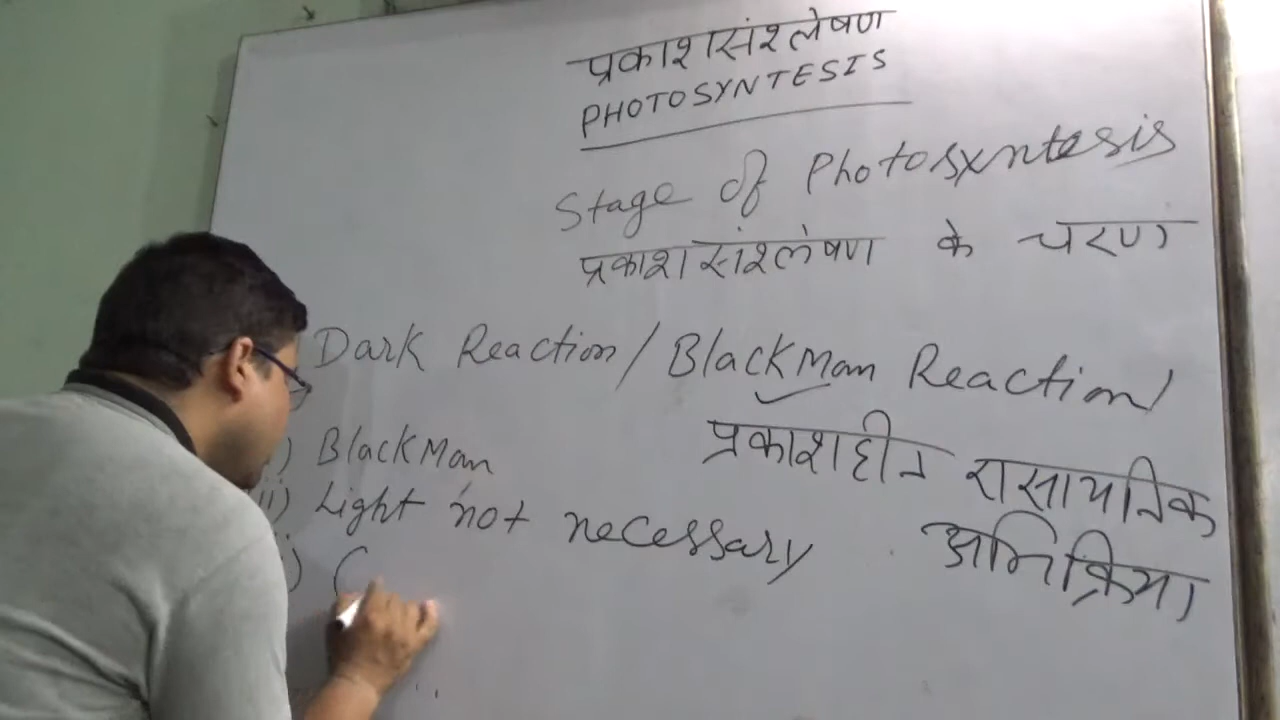 प्रकाशसंश्लेषण
PHOTOSYNTESIS
Stage of Photosyntesis
प्रकाशसंश्लेषण के चरण
Dark Reaction/BlackMan Reaction/
प्रकाशहीन रासायनिक
अभिक्रिया
) BlackMan
ii) Light not necessary
) C